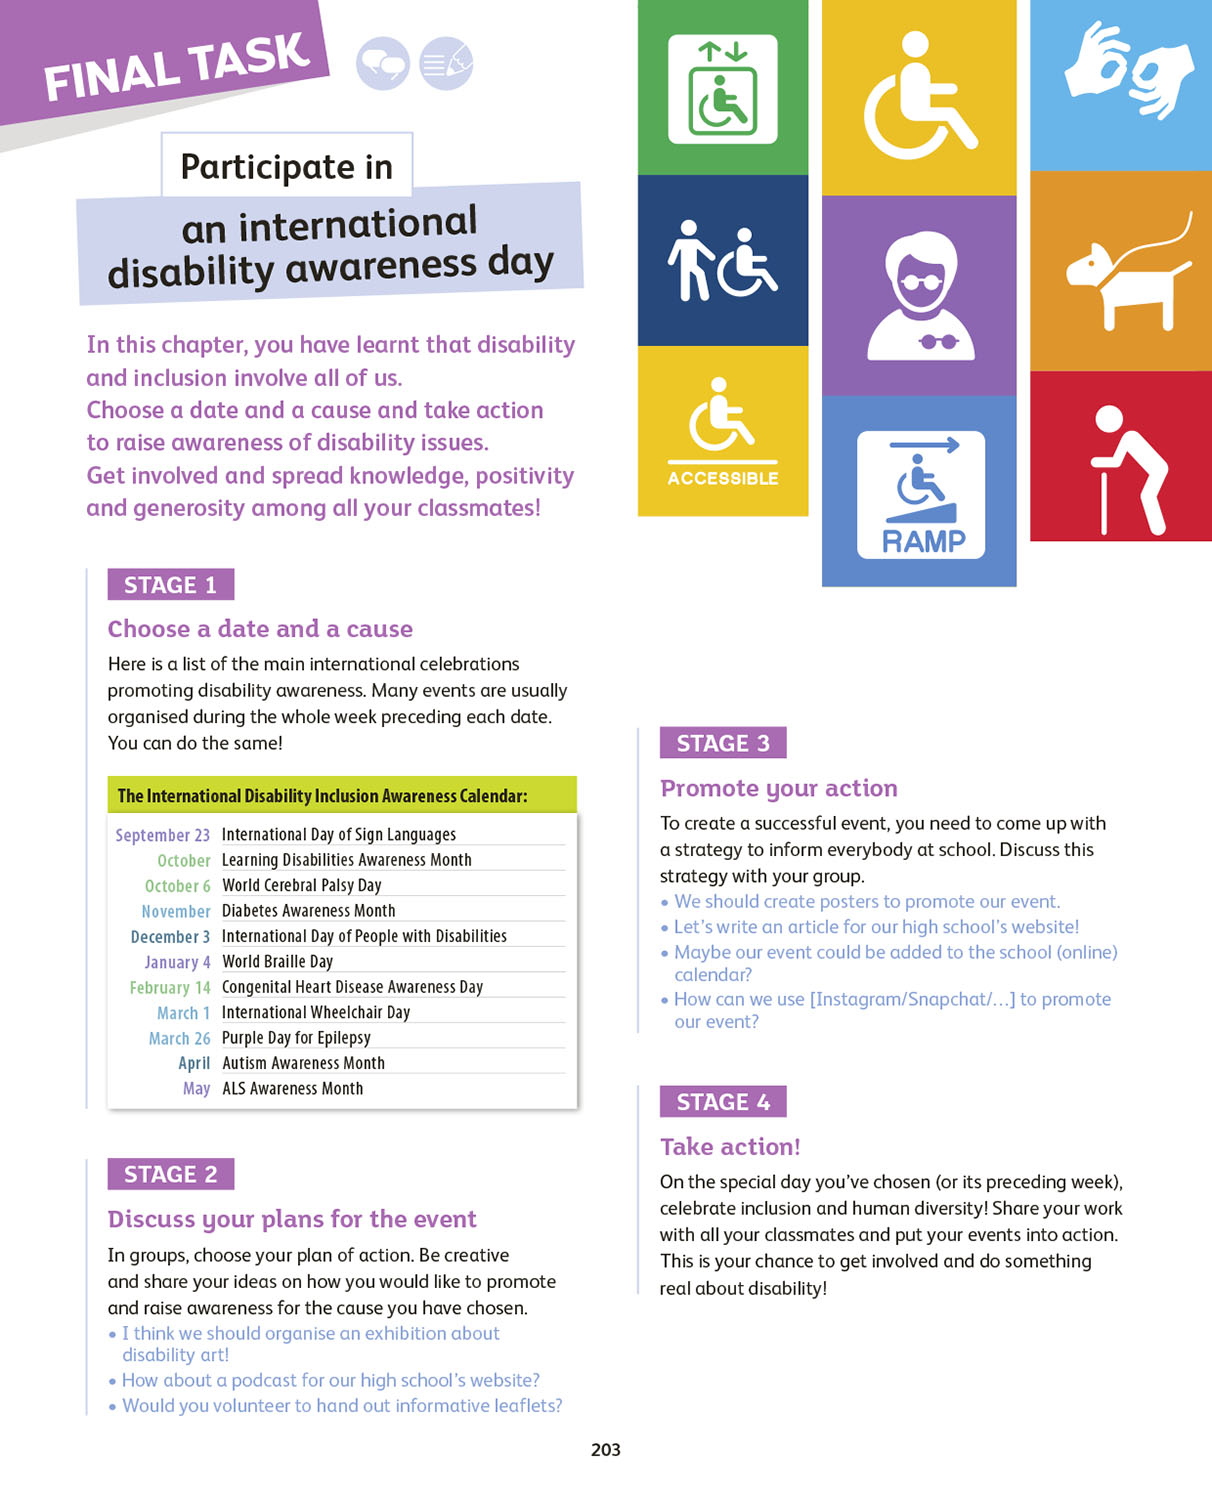 FINAL TASK
Participate in
an international
disability awareness day
In this chapter, you have learnt that disability
and inclusion involve all of us.
Choose a date and a cause and take action
to raise awareness of disability issues.
Get involved and spread knowledge, positivity
and generosity among all your classmates!
ACCESSIBLE
RAMP
STAGE 1
Choose a date and a cause
Here is a list of the main international celebrations
promoting disability awareness. Many events are usually
organised during the whole week preceding each date.
You can do the same!
The International Disability Inclusion Awareness Calendar:
September 23 International Day of Sign Languages
October Learning Disabilities Awareness Month
October 6 World Cerebral Palsy Day
November Diabetes Awareness Month
December 3 International Day of People with Disabilities
January 4 World Braille Day
February 14 Congenital Heart Disease Awareness Day
March 1 International Wheelchair Day
March 26 Purple Day for Epilepsy
April Autism Awareness Month
May ALS Awareness Month
STAGE 2
Discuss your plans for the event
In groups, choose your plan of action. Be creative
and share your ideas on how you would like to promote
and raise awareness for the cause you have chosen.
• I think we should organise an exhibition about
disability art!
• How about a podcast for our high school's website?
• Would you volunteer to hand out informative leaflets?
STAGE 3
Promote your action
To create a successful event, you need to come up with
a strategy to inform everybody at school. Discuss this
strategy with your group.
• We should create posters to promote our event.
• Let's write an article for our high school's website!
• Maybe our event could be added to the school (online)
calendar?
• How can we use [Instagram/Snapchat/...] to promote
our event?
STAGE 4
Take action!
On the special day you've chosen (or its preceding week),
celebrate inclusion and human diversity! Share your work
with all your classmates and put your events into action.
This is your chance to get involved and do something
real about disability!
203